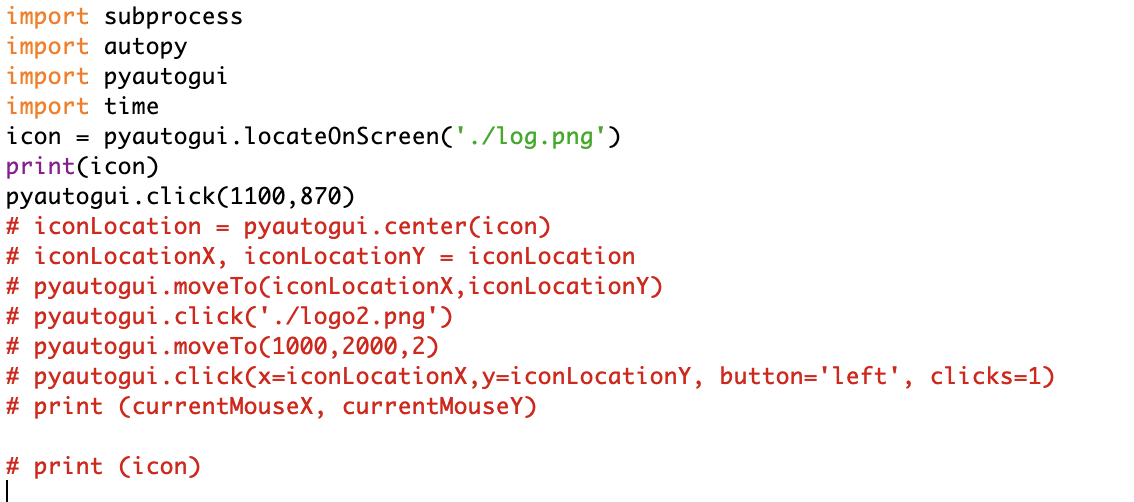 import subprocess
import autopy
import pyautogui
import time
icon = pyautogui.locateOnScreen('./log.png')
print(icon)
pyautogui.click(1100,870)
# iconLocation = pyautogui.center(icon)
# iconLocationX, iconLocationY = iconLocation
# pyautogui.moveTo(iconLocationX,iconLocationY)
# pyautogui.click('./logo2.png')
# pyautogui.moveTo(1000,2000,2)
# pyautogui.click(x=iconLocationX,y=iconLocationY, button='left', clicks=1)
# print (currentMouseX, currentMouseY)
# print (icon)